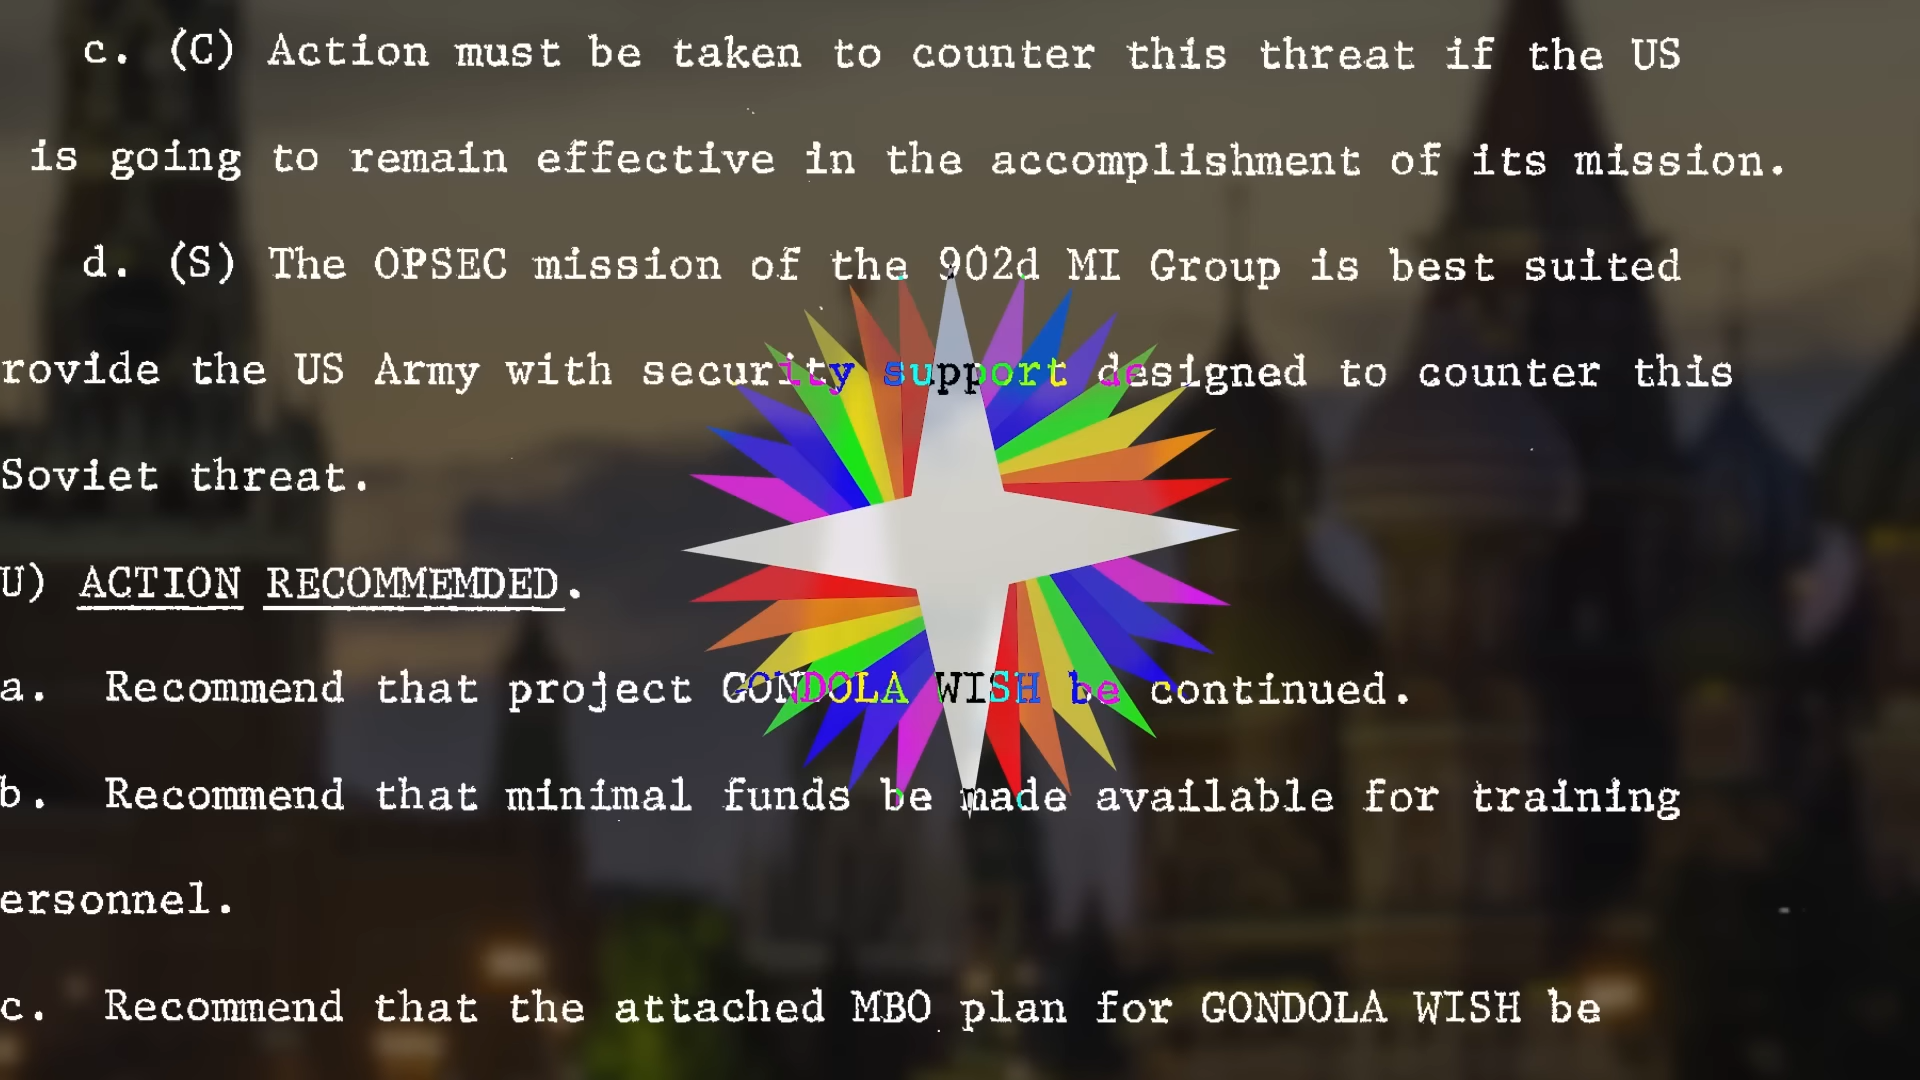 c. (C) Action must be taken to counter this threat if the US
is going to remain effective in the accomplishment of its mission.
d. (S) The OPSEC mission of the 902d MI Group is best suited
rovide the US Army with security support designed to counter this
Soviet threat.
U) ACTION RECOMMEMDED.
a. Recommend that project GONDOLA WISH be continued.
b. Recommend that minimal funds be made available for training
ersonnel.
c. Recommend that the attached MBO plan for GONDOLA WISH be